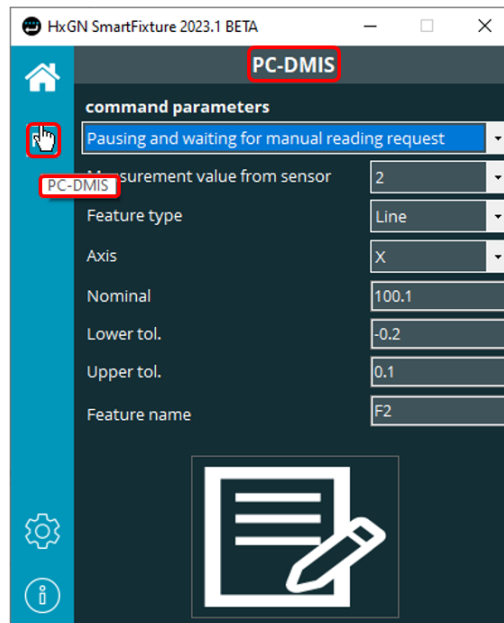 HxGN SmartFixture 2023.1 BETA
PC-DMIS
command parameters
Pausing and waiting for manual reading request
PC-DMIS
surement value from sensor 2
Feature type Line
Axis X
Nominal 100.1
Lower tol. -0.2
Upper tol. 0.1
Feature name F2